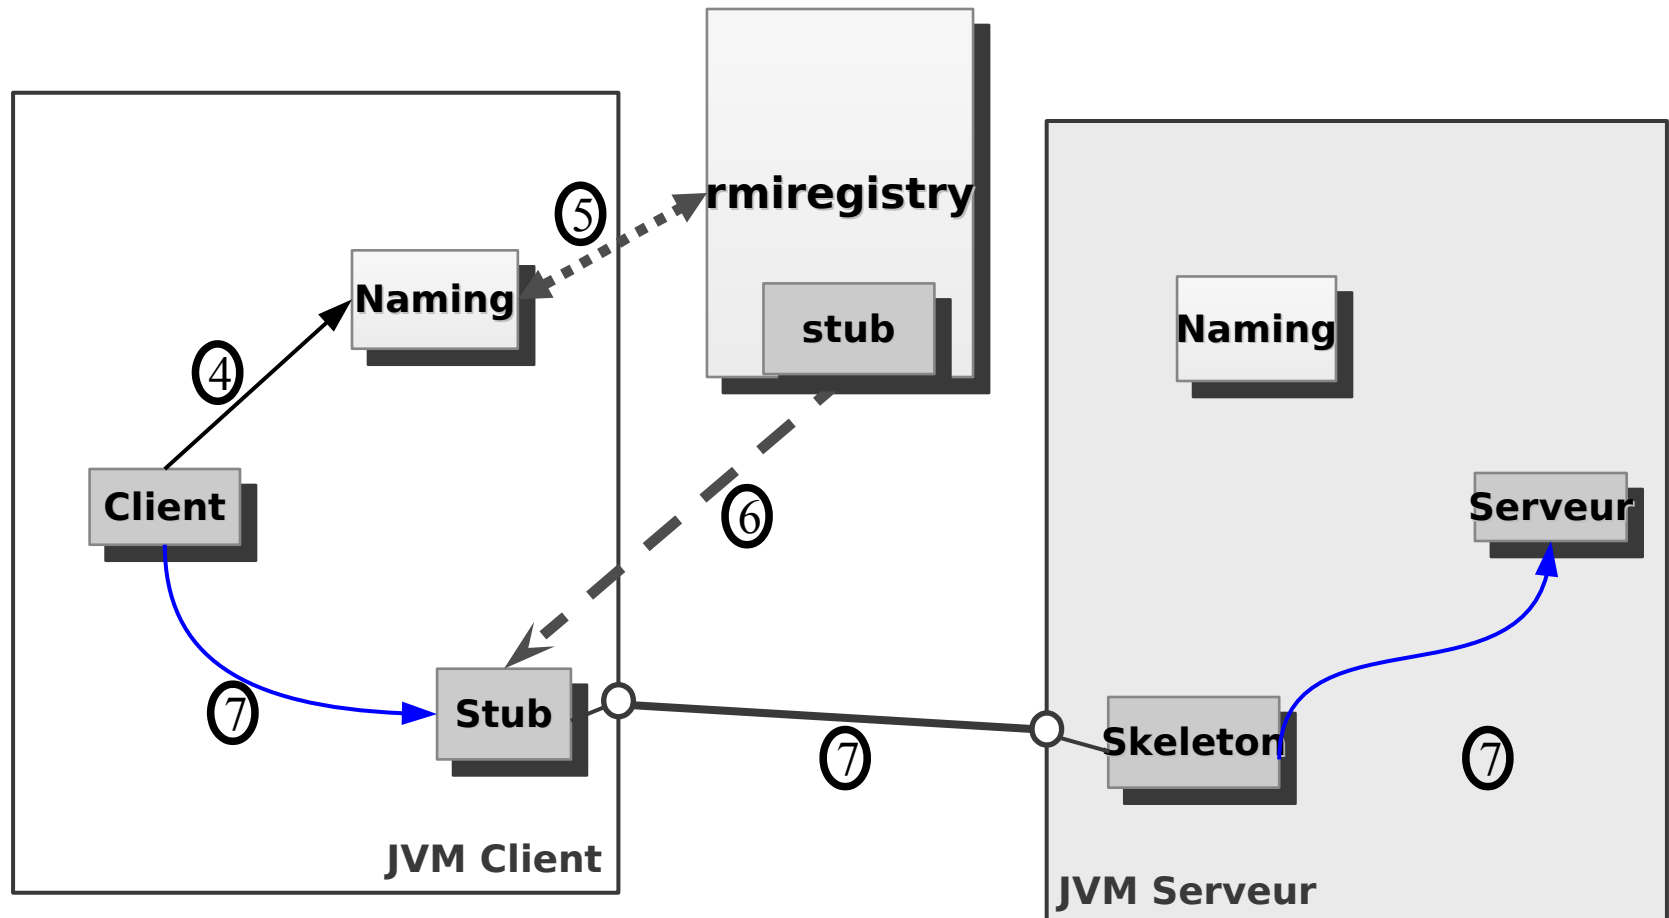 rmiregistry
5
Naming
stub
Naming
4
Client
Serveur
6
7
Stub
7
Skeleton
7
JVM Client
JVM Serveur